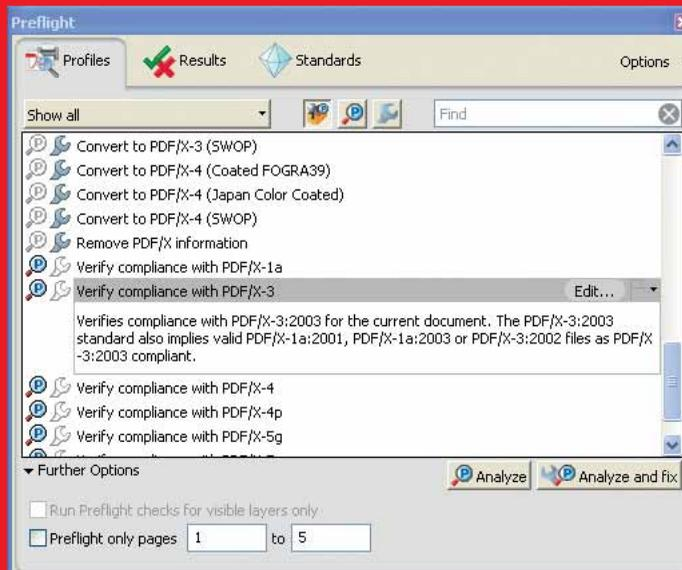 Preflight
Profiles Results Standards Options
Show all Find
Convert to PDF/X-3 (SWOP)
Convert to PDF/X-4 (Coated FOGRA39)
Convert to PDF/X-4 (Japan Color Coated)
Convert to PDF/X-4 (SWOP)
Remove PDF/X information
Verify compliance with PDF/X-1a
Verify compliance with PDF/X-3 Edit...
Verifies compliance with PDF/X-3:2003 for the current document. The PDF/X-3:2003
standard also implies valid PDF/X-1a:2001, PDF/X-1a:2003 or PDF/X-3:2002 files as PDF/X
-3:2003 compliant.
Verify compliance with PDF/X-4
Verify compliance with PDF/X-4p
Verify compliance with PDF/X-5g
Further Options Analyze Analyze and fix
Run Preflight checks for visible layers only
Preflight only pages 1 to 5